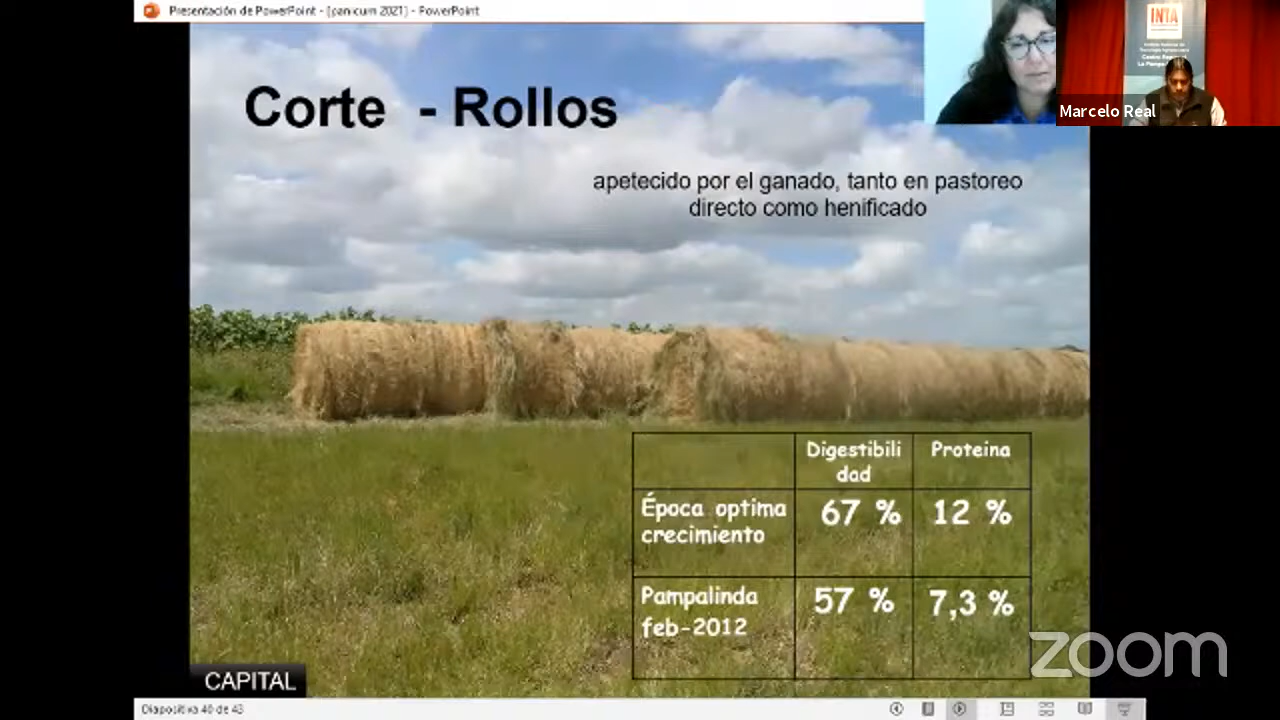 Presentación de PowerPoint - [panicum 2021] - PowerPoint
INTA
Marcelo Real
Corte - Rollos
apetecido por el ganado, tanto en pastoreo
directo como henificado
Digestibili
dad
Proteina
Época optima
crecimiento
67 %
12 %
Pampalinda
feb-2012
57 %
7,3 %
zoom
CAPITAL
Diapositiva 40 de 43